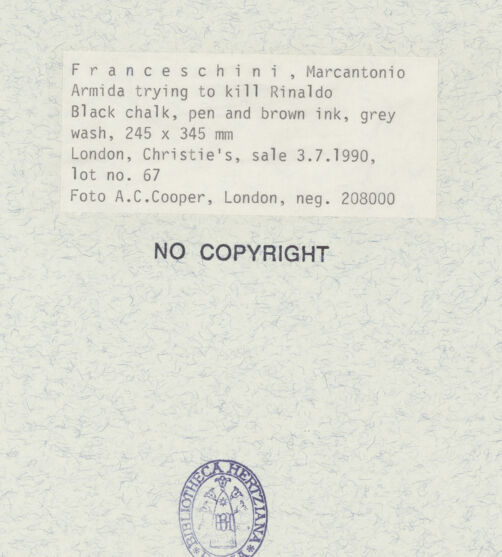 F r a n c e s c h i n i , Marcantonio
Armida trying to kill Rinaldo
Black chalk, pen and brown ink, grey
wash, 245 x 345 mm
London, Christie's, sale 3.7.1990,
lot no. 67
Foto A.C.Cooper, London, neg. 208000
NO COPYRIGHT
BIBLIOTHECA HERTZIANA